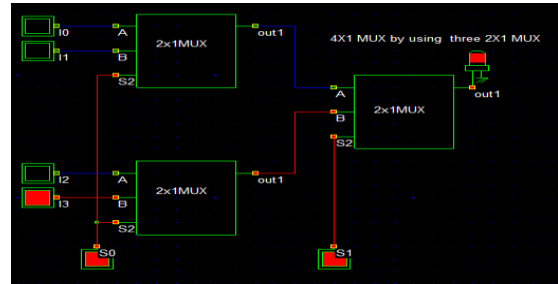 I0 A 2x1MUX out1 4X1 MUX by using three 2X1 MUX
I1 B
S2
A 2x1MUX out1
B
S2
I2 A 2x1MUX out1
I3 B
S2
S0 S1